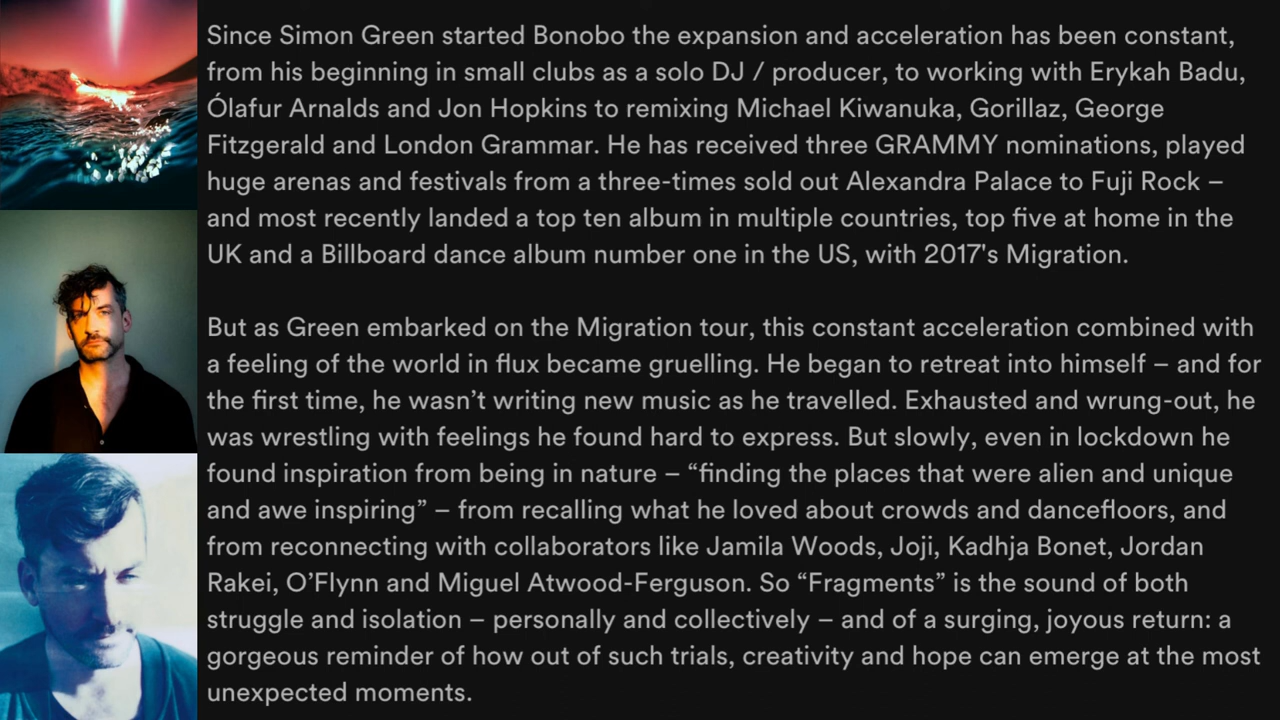 Since Simon Green started Bonobo the expansion and acceleration has been constant,
from his beginning in small clubs as a solo DJ / producer, to working with Erykah Badu,
Ólafur Arnalds and Jon Hopkins to remixing Michael Kiwanuka, Gorillaz, George
Fitzgerald and London Grammar. He has received three GRAMMY nominations, played
huge arenas and festivals from a three-times sold out Alexandra Palace to Fuji Rock –
and most recently landed a top ten album in multiple countries, top five at home in the
UK and a Billboard dance album number one in the US, with 2017's Migration.
But as Green embarked on the Migration tour, this constant acceleration combined with
a feeling of the world in flux became gruelling. He began to retreat into himself – and for
the first time, he wasn’t writing new music as he travelled. Exhausted and wrung-out, he
was wrestling with feelings he found hard to express. But slowly, even in lockdown he
found inspiration from being in nature – “finding the places that were alien and unique
and awe inspiring” – from recalling what he loved about crowds and dancefloors, and
from reconnecting with collaborators like Jamila Woods, Joji, Kadhja Bonet, Jordan
Rakei, O’Flynn and Miguel Atwood-Ferguson. So “Fragments” is the sound of both
struggle and isolation – personally and collectively – and of a surging, joyous return: a
gorgeous reminder of how out of such trials, creativity and hope can emerge at the most
unexpected moments.